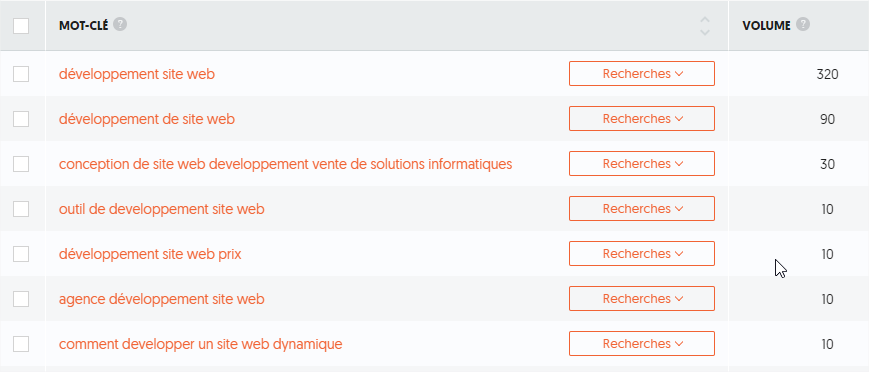 MOT-CLÉ ? VOLUME ?
développement site web Recherches 320
développement de site web Recherches 90
conception de site web developpement vente de solutions informatiques Recherches 30
outil de developpement site web Recherches 10
développement site web prix Recherches 10
agence développement site web Recherches 10
comment developper un site web dynamique Recherches 10